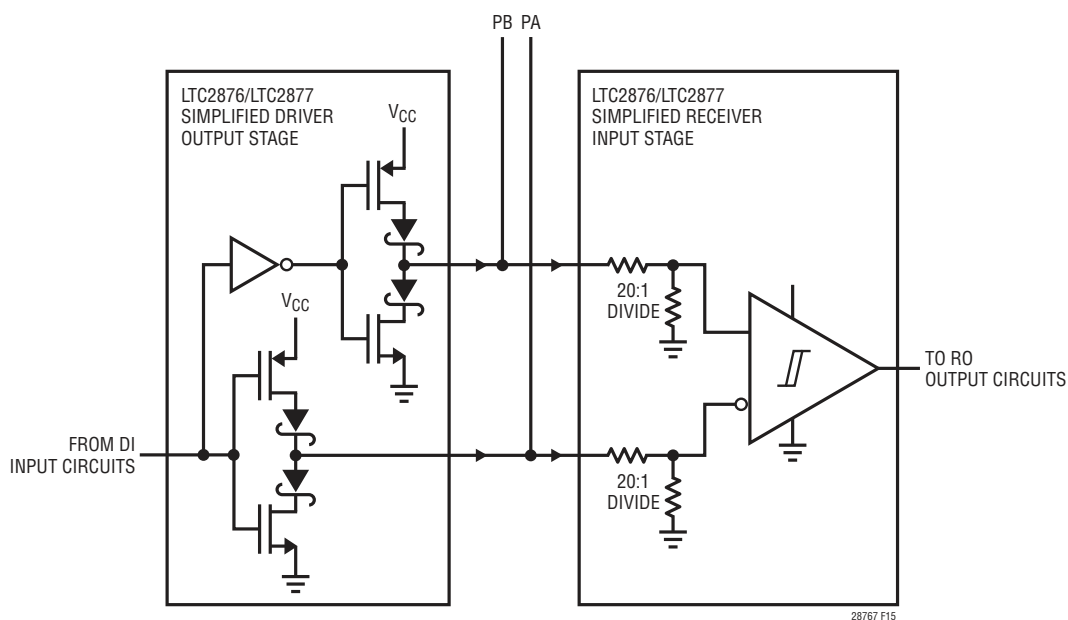 PB PA
LTC2876/LTC2877
SIMPLIFIED DRIVER
OUTPUT STAGE
VCC
VCC
FROM DI
INPUT CIRCUITS
LTC2876/LTC2877
SIMPLIFIED RECEIVER
INPUT STAGE
20:1
DIVIDE
20:1
DIVIDE
TO RO
OUTPUT CIRCUITS
28767 F15